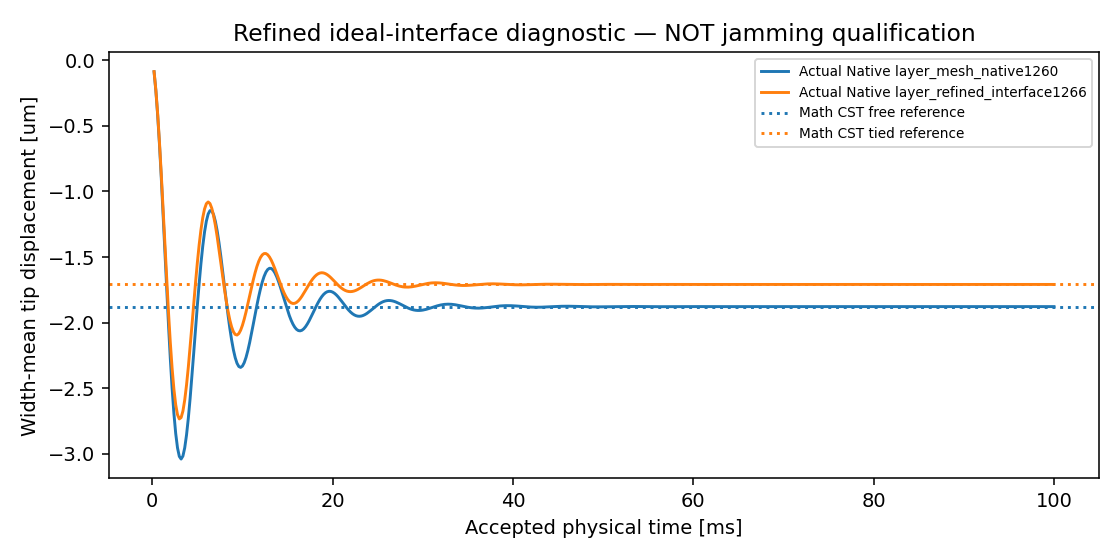 Refined ideal-interface diagnostic — NOT jamming qualification
Width-mean tip displacement [um]
0.0
−0.5
−1.0
−1.5
−2.0
−2.5
−3.0
Actual Native layer_mesh_native1260
Actual Native layer_refined_interface1266
Math CST free reference
Math CST tied reference
0
20
40
60
80
100
Accepted physical time [ms]